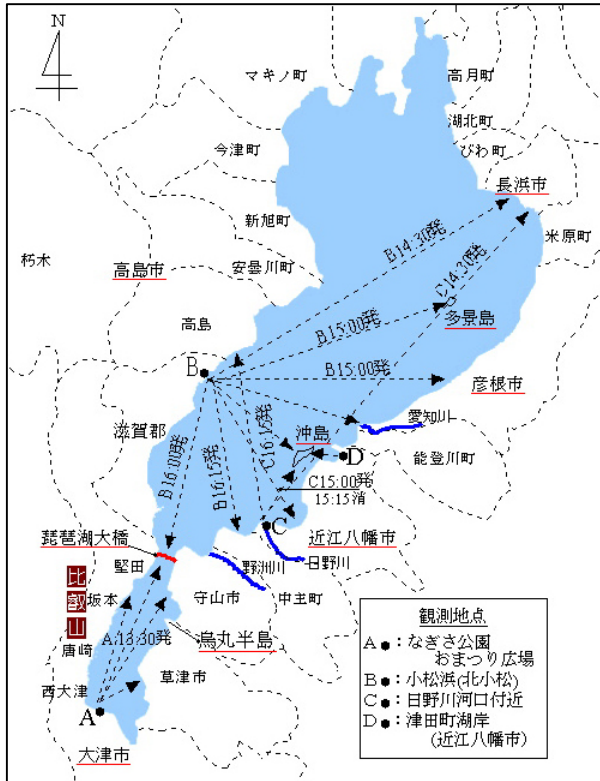 N
マキノ町
高月町
湖北町
今津町
びわ町
長浜市
新旭町
米原町
朽木
B14:30発
C14:30発
高島市
安曇川町
多景島
高島
B15:00発
B
B15:00発
彦根市
愛知川
滋賀郡
C16:15発
沖島
B16:00発
B16:15発
D
能登川町
C15:00発
15:15消
C
琵琶湖大橋
近江八幡市
堅田
野洲川
日野川
比叡山
坂本
守山市
中主町
A:13:30発
烏丸半島
唐崎
草津市
西大津
A
大津市
観測地点
A●:なぎさ公園
おまつり広場
B●:小松浜(北小松)
C●:日野川河口付近
D●:津田町湖岸
(近江八幡市)